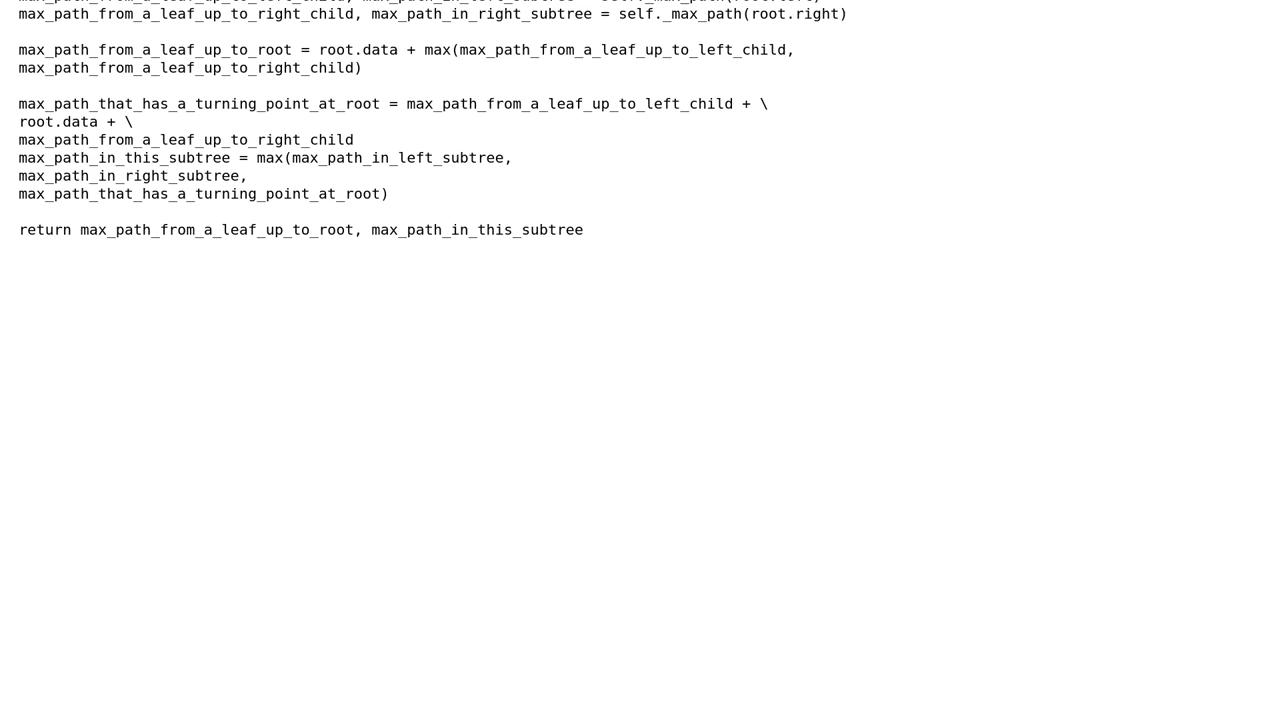 max_path_from_a_leaf_up_to_right_child, max_path_in_right_subtree = self._max_path(root.right)
max_path_from_a_leaf_up_to_root = root.data + max(max_path_from_a_leaf_up_to_left_child,
max_path_from_a_leaf_up_to_right_child)
max_path_that_has_a_turning_point_at_root = max_path_from_a_leaf_up_to_left_child + \
root.data + \
max_path_from_a_leaf_up_to_right_child
max_path_in_this_subtree = max(max_path_in_left_subtree,
max_path_in_right_subtree,
max_path_that_has_a_turning_point_at_root)
return max_path_from_a_leaf_up_to_root, max_path_in_this_subtree